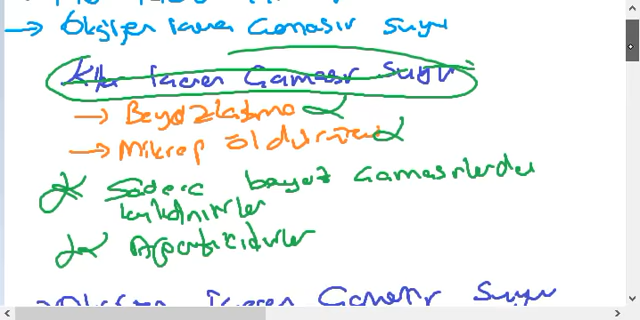 → Oksijen İçeren Çamaşır Suyu
Klor İçeren Çamaşır Suyu
→ Beyazlatma
→ Mikrop öldürücü
Sadece beyaz Çamaşırlarda
kullanılırlar
Ağartıcıdırlar
Oksijen İçeren Çamaşır Suyu